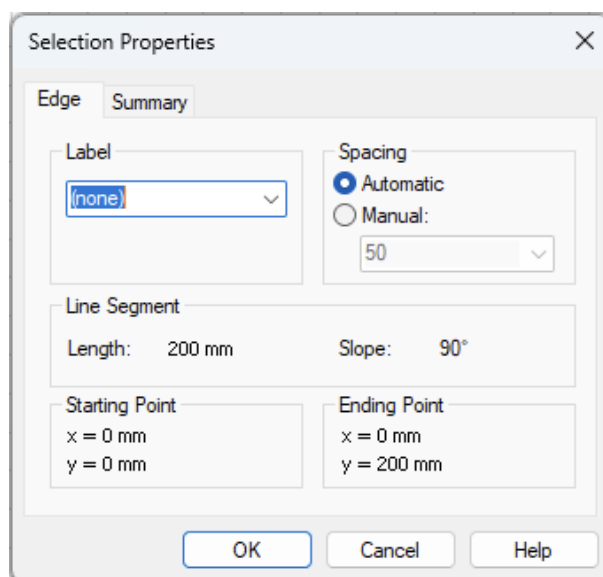 Selection Properties
Edge
Summary
Label
(none)
Spacing
Automatic
Manual:
50
Line Segment
Length: 200 mm Slope: 90°
Starting Point
x = 0 mm
y = 0 mm
Ending Point
x = 0 mm
y = 200 mm
OK
Cancel
Help